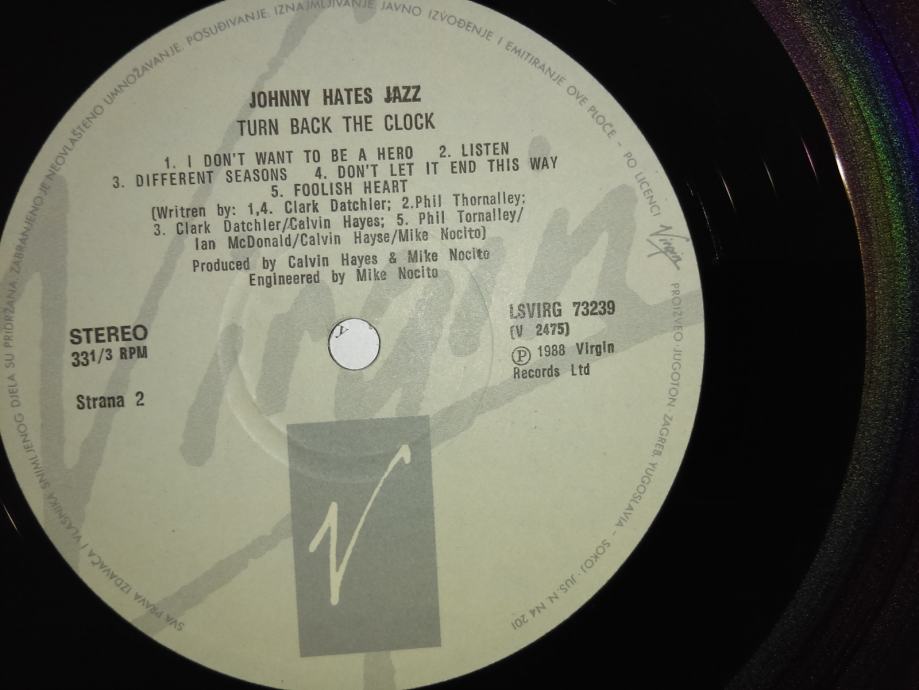 JOHNNY HATES JAZZ
TURN BACK THE CLOCK
1. I DON'T WANT TO BE A HERO 2. LISTEN
3. DIFFERENT SEASONS 4. DON'T LET IT END THIS WAY
5. FOOLISH HEART
(Writren by: 1,4. Clark Datchler; 2.Phil Thornalley;
3. Clark Datchler/Calvin Hayes; 5. Phil Tornalley/
Ian McDonald/Calvin Hayse/Mike Nocito)
Produced by Calvin Hayes & Mike Nocito
Engineered by Mike Nocito
STEREO
33 1/3 RPM
Strana 2
LSVIRG 73239
(V 2475)
Ⓟ 1988 Virgin
Records Ltd
Virgin
V
SVA PRAVA IZDAVAČA I VLASNIKA SNIMLJENOG DJELA SU PRIDRŽANA. ZABRANJENO JE NEOVLAŠTENO UMNOŽAVANJE, POSUĐIVANJE, IZNAJMLJIVANJE, JAVNO IZVOĐENJE I EMITIRANJE OVE PLOČE - PO LICENCI Virgin PROIZVEO JUGOTON ZAGREB, YUGOSLAVIA - SOKOJ - JUS. N. N4 201